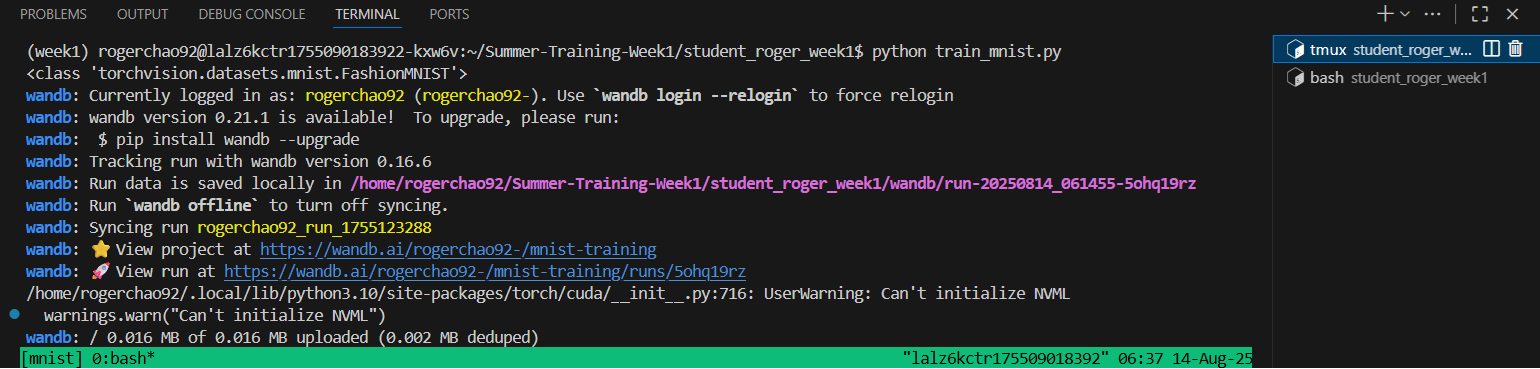 PROBLEMS OUTPUT DEBUG CONSOLE TERMINAL PORTS
(week1) rogerchao92@lalz6kctr1755090183922-kxw6v:~/Summer-Training-Week1/student_roger_week1$ python train_mnist.py
<class 'torchvision.datasets.mnist.FashionMNIST'>
wandb: Currently logged in as: rogerchao92 (rogerchao92-). Use `wandb login --relogin` to force relogin
wandb: wandb version 0.21.1 is available!  To upgrade, please run:
wandb:  $ pip install wandb --upgrade
wandb: Tracking run with wandb version 0.16.6
wandb: Run data is saved locally in /home/rogerchao92/Summer-Training-Week1/student_roger_week1/wandb/run-20250814_061455-5ohq19rz
wandb: Run `wandb offline` to turn off syncing.
wandb: Syncing run rogerchao92_run_1755123288
wandb: ⭐ View project at https://wandb.ai/rogerchao92-/mnist-training
wandb: 🚀 View run at https://wandb.ai/rogerchao92-/mnist-training/runs/5ohq19rz
/home/rogerchao92/.local/lib/python3.10/site-packages/torch/cuda/__init__.py:716: UserWarning: Can't initialize NVML
  warnings.warn("Can't initialize NVML")
wandb: / 0.016 MB of 0.016 MB uploaded (0.002 MB deduped)
[mnist] 0:bash* "lalz6kctr175509018392" 06:37 14-Aug-25
tmux student_roger_w...
bash student_roger_week1